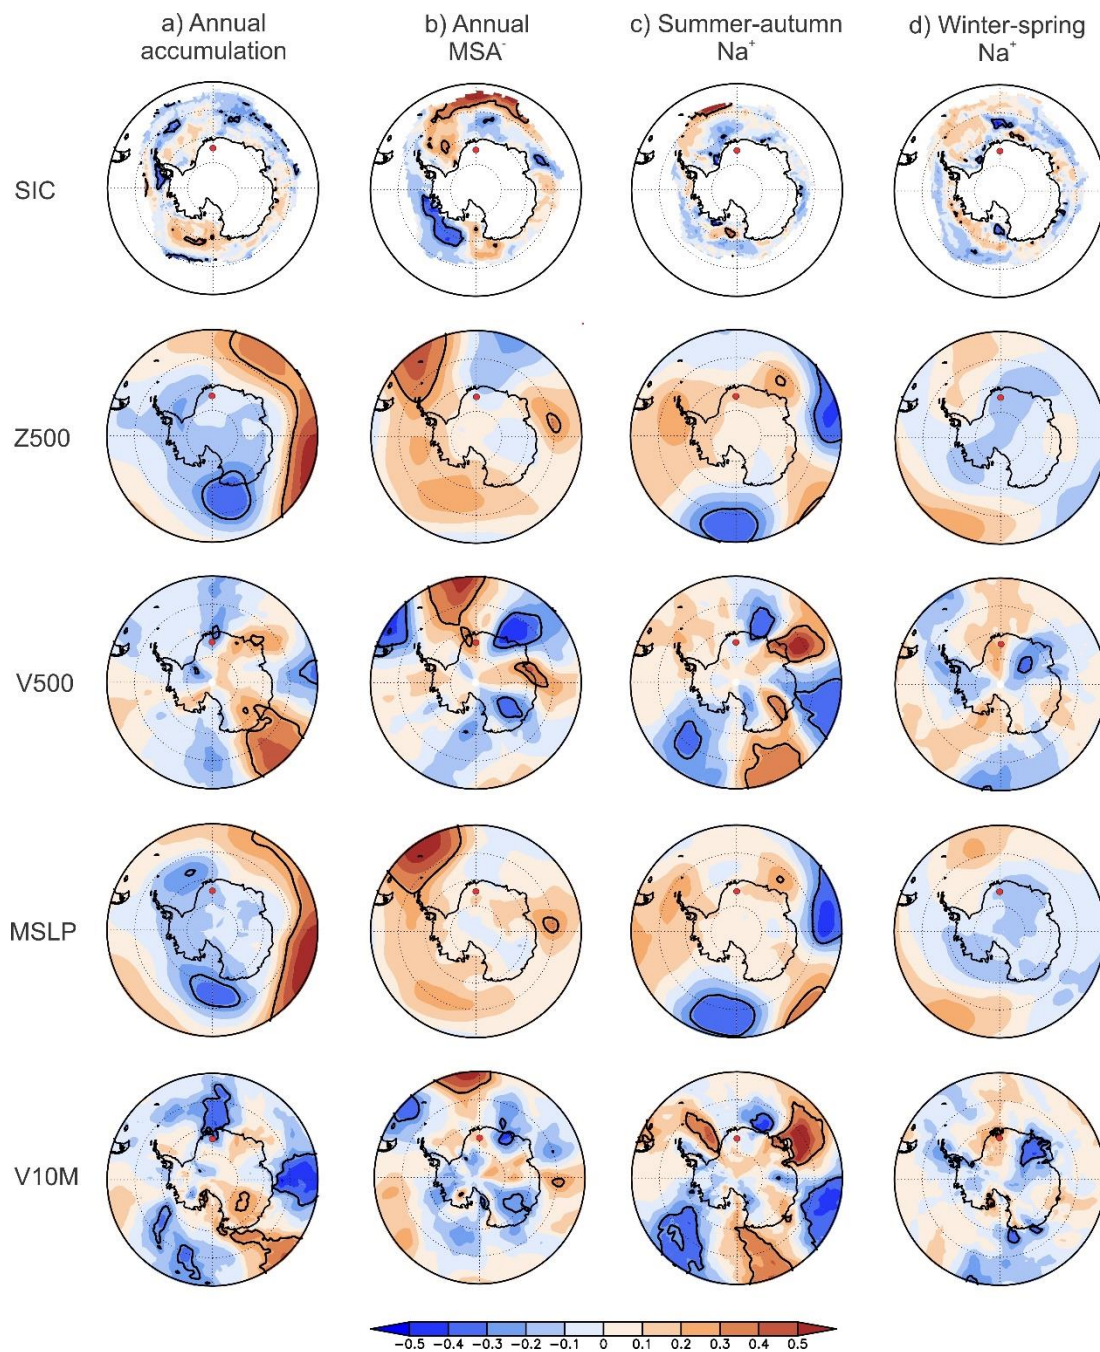 a) Annual accumulation
b) Annual MSA⁻
c) Summer-autumn Na⁺
d) Winter-spring Na⁺
SIC
Z500
V500
MSLP
V10M
−0.5 −0.4 −0.3 −0.2 −0.1 0 0.1 0.2 0.3 0.4 0.5